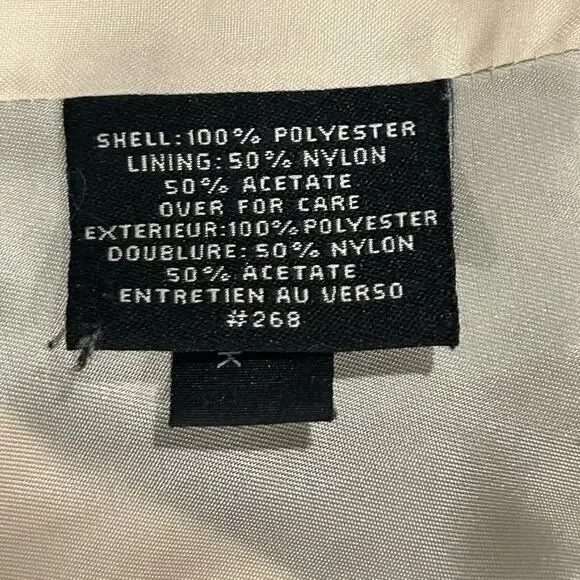 SHELL:100% POLYESTER
LINING:50% NYLON
50% ACETATE
OVER FOR CARE
EXTERIEUR:100% POLYESTER
DOUBLURE: 50% NYLON
50% ACETATE
ENTRETIEN AU VERSO
#268
K